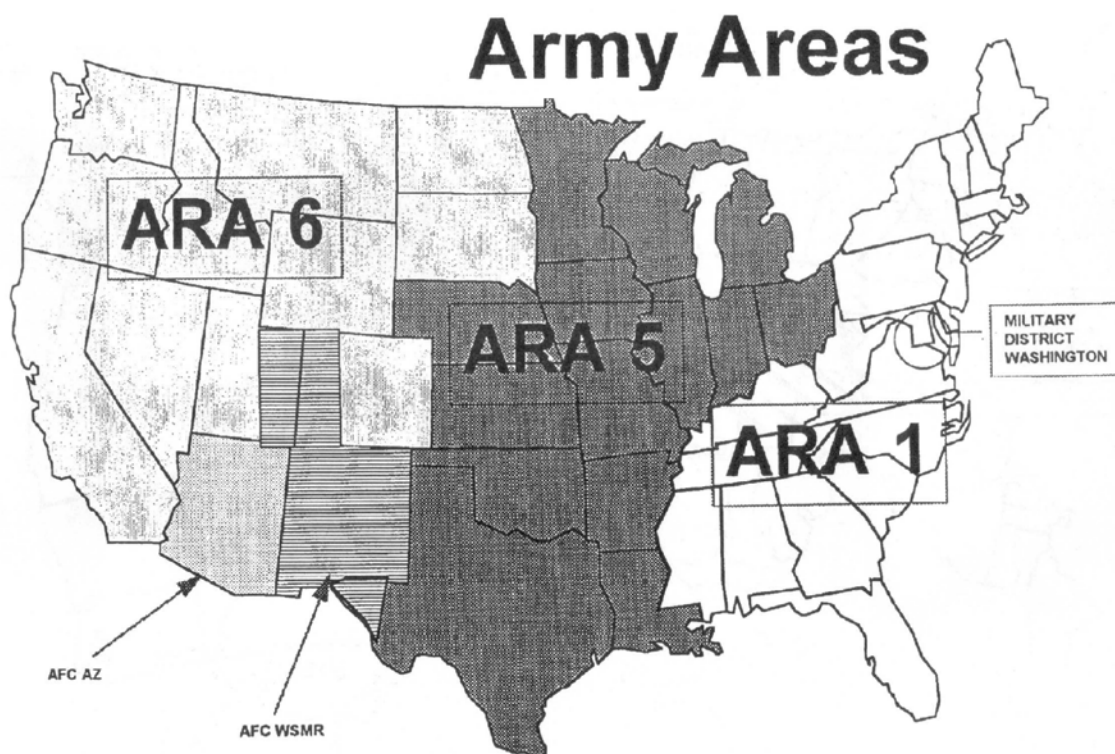 Army Areas
ARA 6
ARA 5
MILITARY
DISTRICT
WASHINGTON
ARA 1
AFC AZ
AFC WSMR